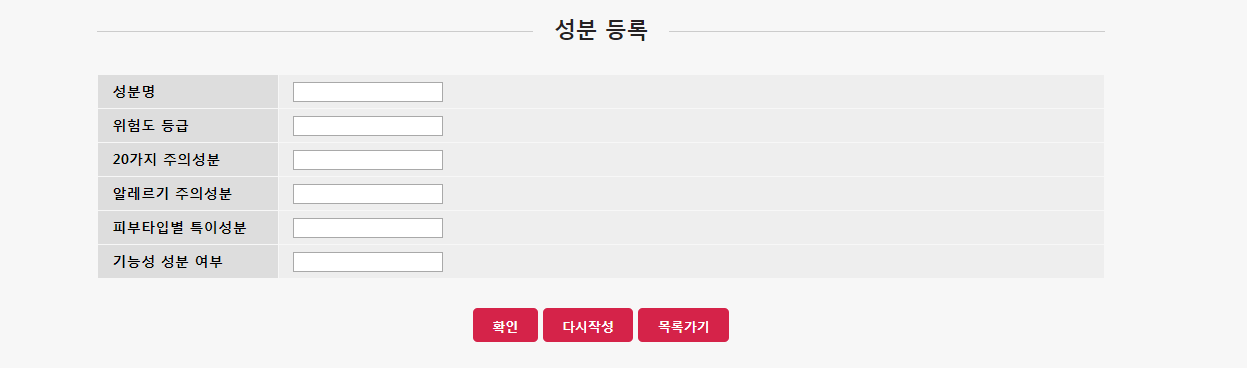 성분 등록
성분명
위험도 등급
20가지 주의성분
알레르기 주의성분
피부타입별 특이성분
기능성 성분 여부
확인 다시작성 목록가기